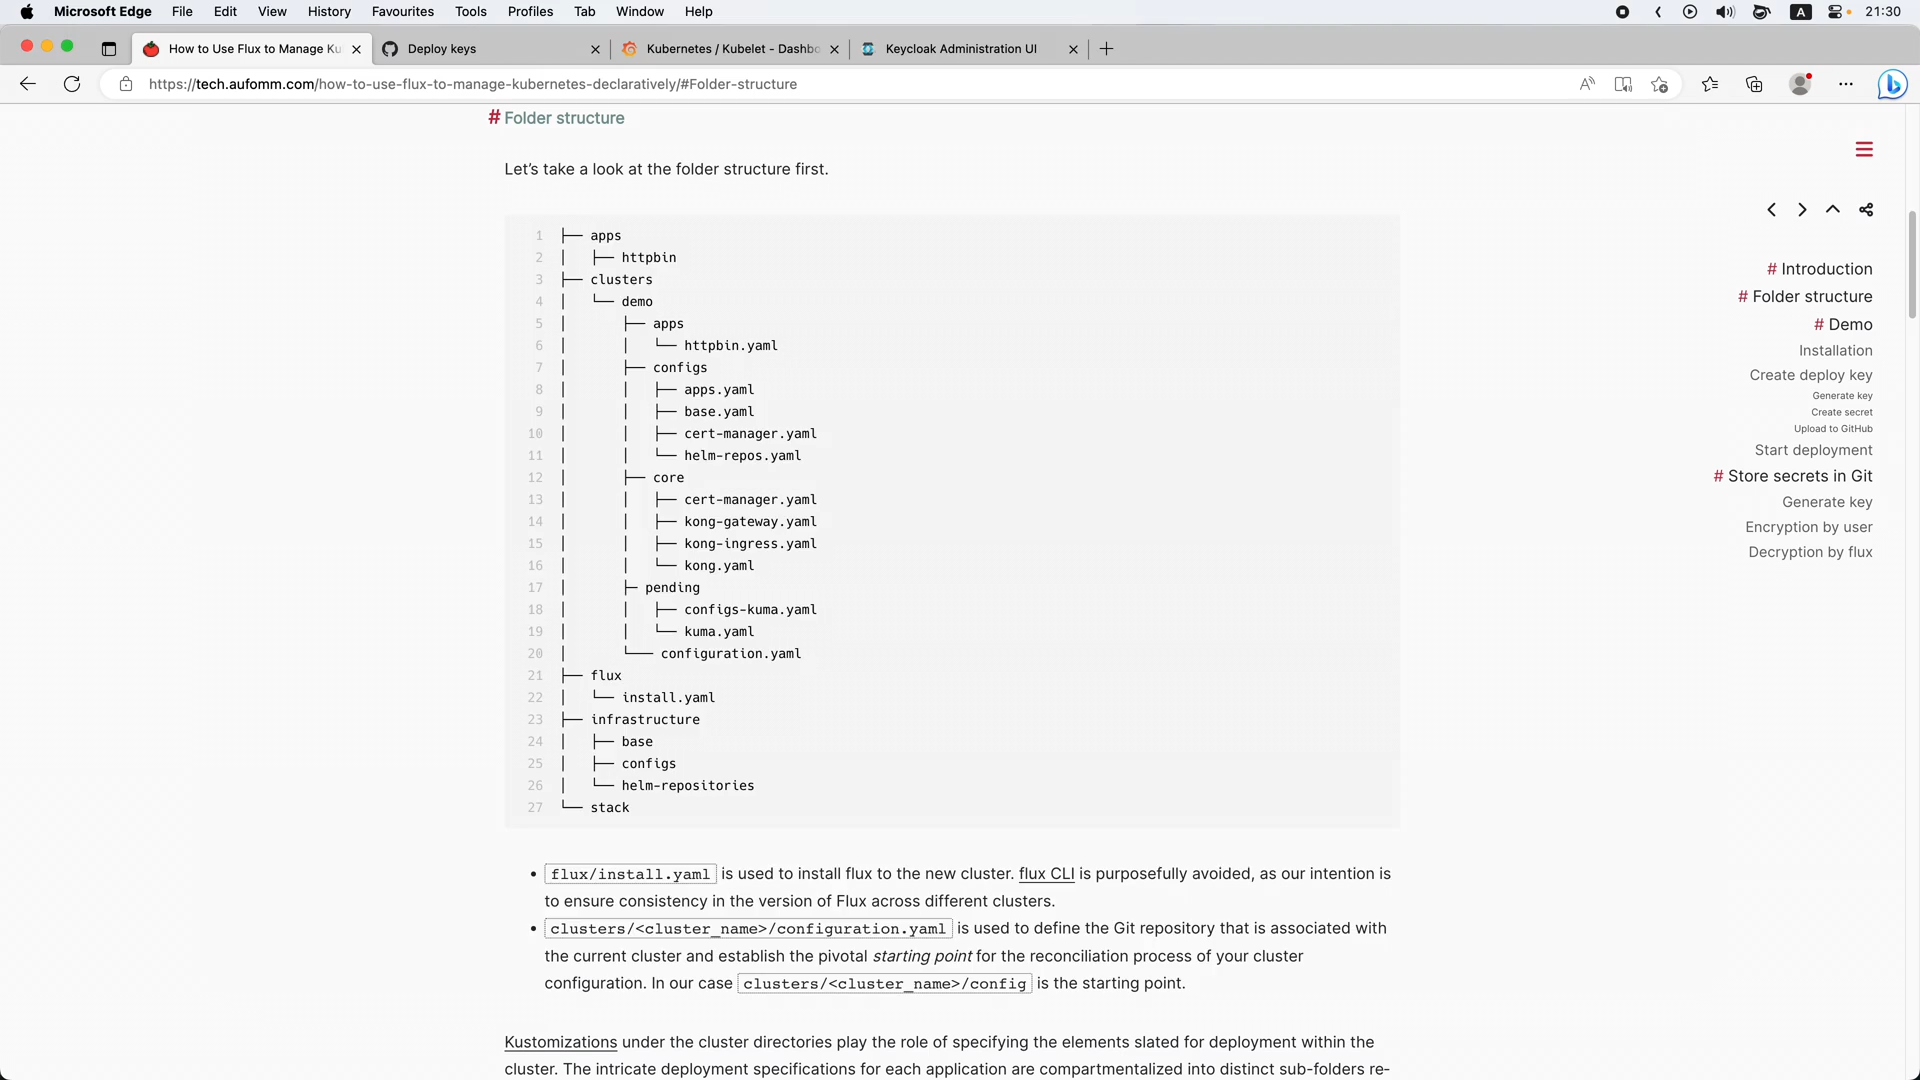 Microsoft Edge File Edit View History Favourites Tools Profiles Tab Window Help A 21:30
How to Use Flux to Manage Ku Deploy keys Kubernetes / Kubelet - Dashbo Keycloak Administration UI
https://tech.aufomm.com/how-to-use-flux-to-manage-kubernetes-declaratively/#Folder-structure
# Folder structure
Let's take a look at the folder structure first.
1 ├── apps
2 │   ├── httpbin
3 ├── clusters
4 │   └── demo
5 │       ├── apps
6 │       │   └── httpbin.yaml
7 │       ├── configs
8 │       │   ├── apps.yaml
9 │       │   ├── base.yaml
10 │       │   ├── cert-manager.yaml
11 │       │   └── helm-repos.yaml
12 │       ├── core
13 │       │   ├── cert-manager.yaml
14 │       │   ├── kong-gateway.yaml
15 │       │   ├── kong-ingress.yaml
16 │       │   └── kong.yaml
17 │       ├─ pending
18 │       │   ├── configs-kuma.yaml
19 │       │   └── kuma.yaml
20 │       └─── configuration.yaml
21 ├── flux
22 │   └── install.yaml
23 ├── infrastructure
24 │   ├── base
25 │   ├── configs
26 │   └── helm-repositories
27 └── stack
• flux/install.yaml is used to install flux to the new cluster. flux CLI is purposefully avoided, as our intention is
to ensure consistency in the version of Flux across different clusters.
• clusters/<cluster_name>/configuration.yaml is used to define the Git repository that is associated with
the current cluster and establish the pivotal starting point for the reconciliation process of your cluster
configuration. In our case clusters/<cluster_name>/config is the starting point.
Kustomizations under the cluster directories play the role of specifying the elements slated for deployment within the
cluster. The intricate deployment specifications for each application are compartmentalized into distinct sub-folders re-
# Introduction
# Folder structure
# Demo
Installation
Create deploy key
Generate key
Create secret
Upload to GitHub
Start deployment
# Store secrets in Git
Generate key
Encryption by user
Decryption by flux